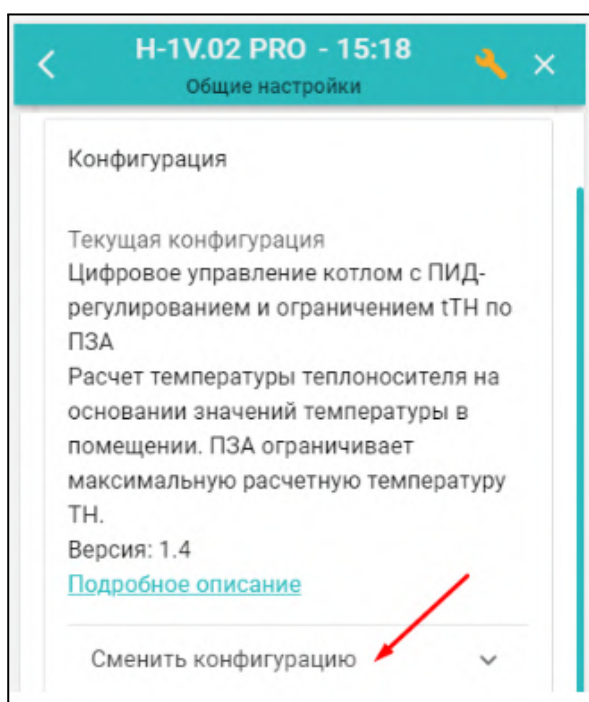 H-1V.02 PRO - 15:18
Общие настройки
Конфигурация
Текущая конфигурация
Цифровое управление котлом с ПИД-
регулированием и ограничением tТН по
ПЗА
Расчет температуры теплоносителя на
основании значений температуры в
помещении. ПЗА ограничивает
максимальную расчетную температуру
ТН.
Версия: 1.4
Подробное описание
Сменить конфигурацию